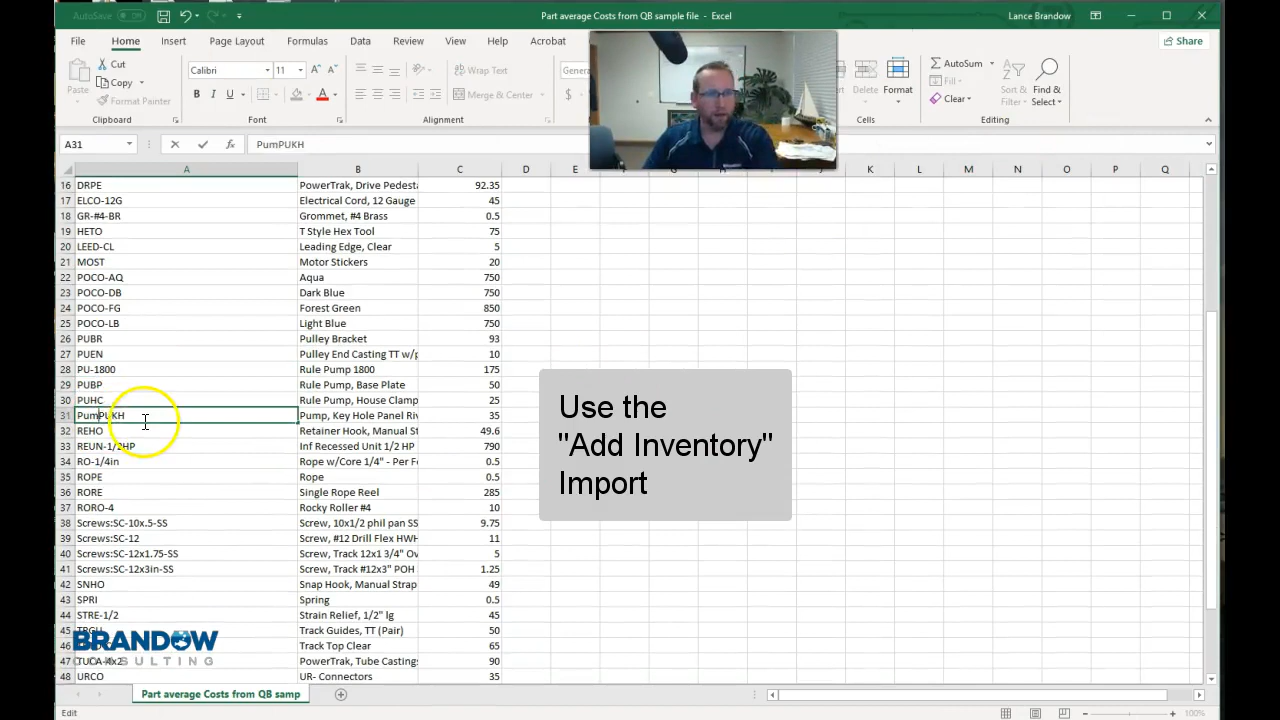 AutoSave Off
Part average Costs from QB sample file - Excel
Lance Brandow
File Home Insert Page Layout Formulas Data Review View Help Acrobat
Share
Paste
Cut
Copy
Format Painter
Clipboard
Calibri 11
B I U
Font
Wrap Text
Merge & Center
Alignment
$
Delete Format
Cells
AutoSum
Fill
Clear
Sort & Filter
Find & Select
Editing
A31 fx PumPUKH
A B C D E F G H I J K L M N O P Q
16 DRPE PowerTrak, Drive Pedest 92.35
17 ELCO-12G Electrical Cord, 12 Gauge 45
18 GR-#4-BR Grommet, #4 Brass 0.5
19 HETO T Style Hex Tool 75
20 LEED-CL Leading Edge, Clear 5
21 MOST Motor Stickers 20
22 POCO-AQ Aqua 750
23 POCO-DB Dark Blue 750
24 POCO-FG Forest Green 850
25 POCO-LB Light Blue 750
26 PUBR Pulley Bracket 93
27 PUEN Pulley End Casting TT w/p 10
28 PU-1800 Rule Pump 1800 175
29 PUBP Rule Pump, Base Plate 50
30 PUHC Rule Pump, House Clamp 25
31 PumPUKH Pump, Key Hole Panel Riv 35
32 REHO Retainer Hook, Manual St 49.6
33 REUN-1/2HP Inf Recessed Unit 1/2 HP 790
34 RO-1/4in Rope w/Core 1/4" - Per Fo 0.5
35 ROPE Rope 0.5
36 RORE Single Rope Reel 285
37 RORO-4 Rocky Roller #4 10
38 Screws:SC-10x.5-SS Screw, 10x1/2 phil pan SS 9.75
39 Screws:SC-12 Screw, #12 Drill Flex HWH 11
40 Screws:SC-12x1.75-SS Screw, Track 12x1 3/4" Ov 5
41 Screws:SC-12x3in-SS Screw, Track #12x3" POH 1.25
42 SNHO Snap Hook, Manual Strap 49
43 SPRI Spring 0.5
44 STRE-1/2 Strain Relief, 1/2" lg 45
45 Track Guides, TT (Pair) 50
46 Track Top Clear 65
47 TUCA-4x2 PowerTrak, Tube Castings 90
48 URCO UR- Connectors 35
Use the
"Add Inventory"
Import
BRANDOW
CONSULTING
Part average Costs from QB samp
Edit
100%